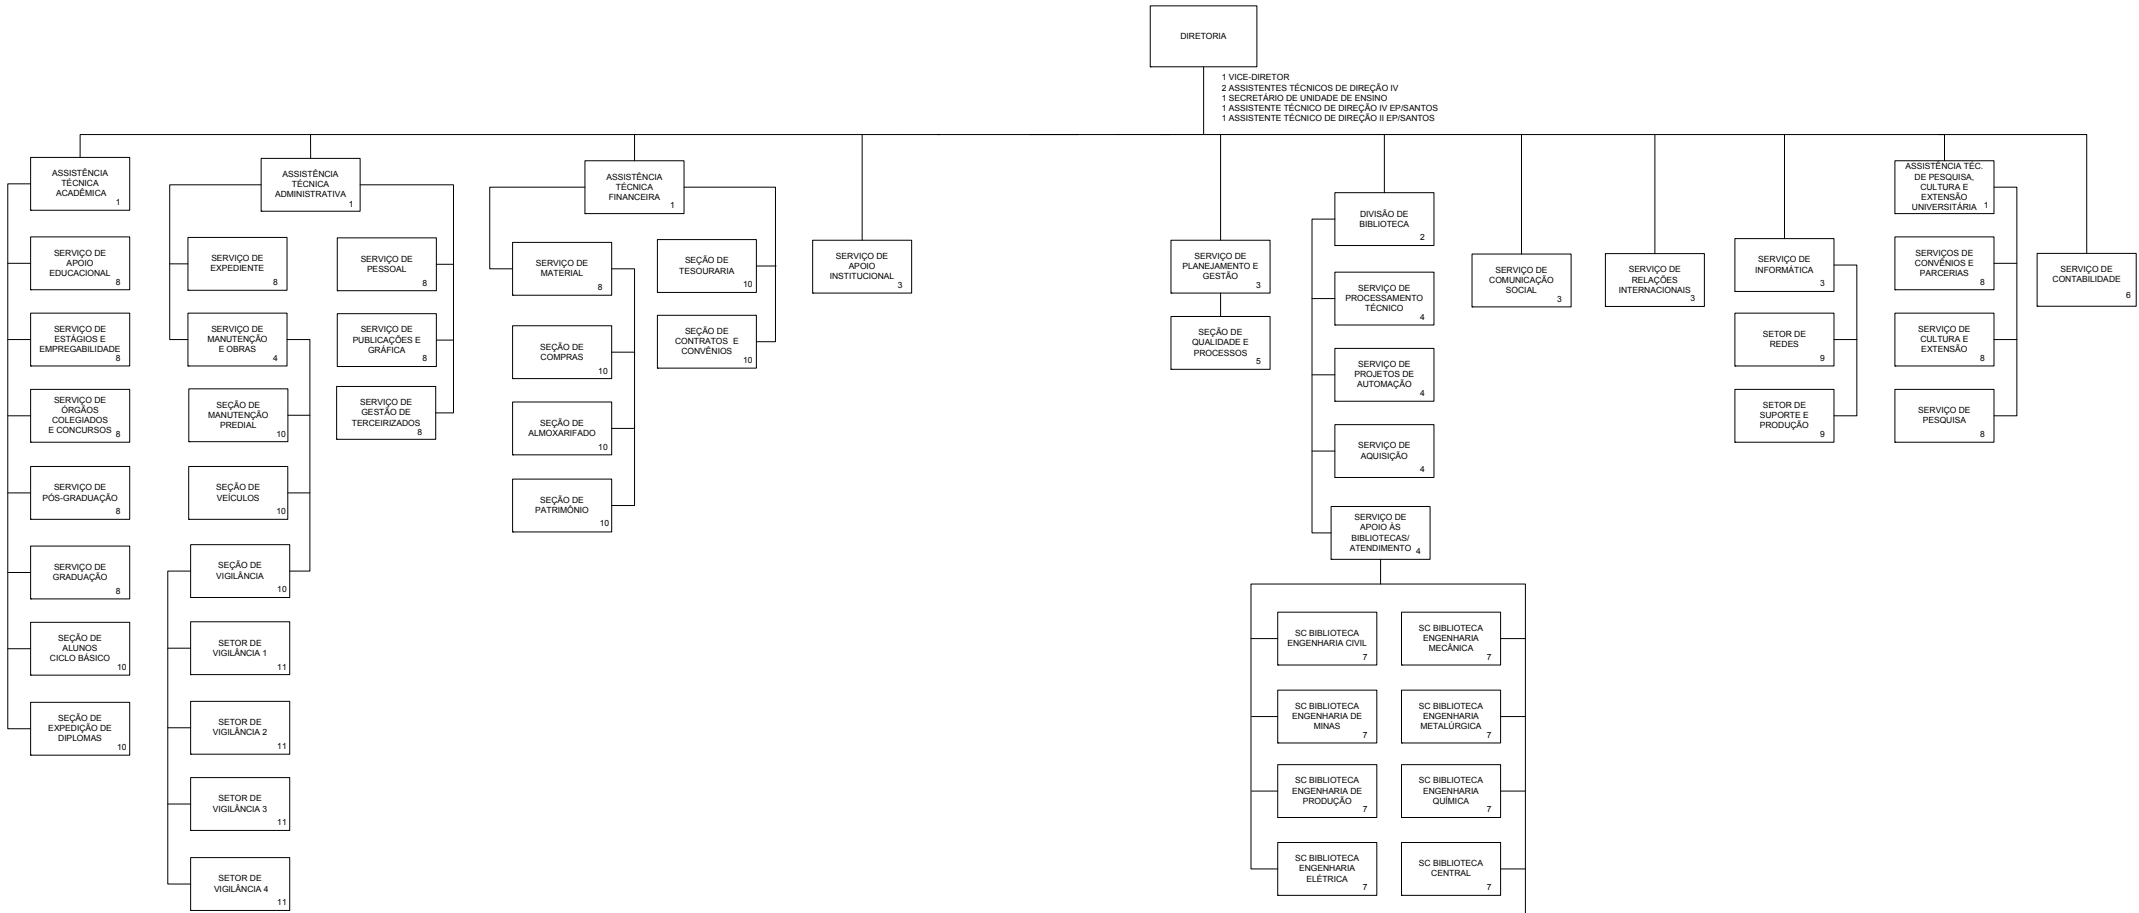 DIRETORIA
1 VICE-DIRETOR
2 ASSISTENTES TÉCNICOS DE DIREÇÃO IV
1 SECRETÁRIO DE UNIDADE DE ENSINO
1 ASSISTENTE TÉCNICO DE DIREÇÃO IV EP/SANTOS
1 ASSISTENTE TÉCNICO DE DIREÇÃO II EP/SANTOS
ASSISTÊNCIA
TÉCNICA
ACADÊMICA
1
SERVIÇO DE
APOIO
EDUCACIONAL
8
SERVIÇO DE
ESTÁGIOS E
EMPREGABILIDADE
8
SERVIÇO DE
ÓRGÃOS
COLEGIADOS
E CONCURSOS
8
SERVIÇO DE
PÓS-GRADUAÇÃO
8
SERVIÇO DE
GRADUAÇÃO
8
SEÇÃO DE
ALUNOS
CICLO BÁSICO
10
SEÇÃO DE
EXPEDIÇÃO DE
DIPLOMAS
10
ASSISTÊNCIA
TÉCNICA
ADMINISTRATIVA
1
SERVIÇO DE
EXPEDIENTE
8
SERVIÇO DE
MANUTENÇÃO
E OBRAS
4
SEÇÃO DE
MANUTENÇÃO
PREDIAL
10
SEÇÃO DE
VEÍCULOS
10
SEÇÃO DE
VIGILÂNCIA
10
SETOR DE
VIGILÂNCIA 1
11
SETOR DE
VIGILÂNCIA 2
11
SETOR DE
VIGILÂNCIA 3
11
SETOR DE
VIGILÂNCIA 4
11
SERVIÇO DE
PESSOAL
8
SERVIÇO DE
PUBLICAÇÕES E
GRÁFICA
8
SERVIÇO DE
GESTÃO DE
TERCEIRIZADOS
8
ASSISTÊNCIA
TÉCNICA
FINANCEIRA
1
SERVIÇO DE
MATERIAL
8
SEÇÃO DE
COMPRAS
10
SEÇÃO DE
ALMOXARIFADO
10
SEÇÃO DE
PATRIMÔNIO
10
SEÇÃO DE
TESOURARIA
10
SEÇÃO DE
CONTRATOS E
CONVÊNIOS
10
SERVIÇO DE
APOIO
INSTITUCIONAL
3
SERVIÇO DE
PLANEJAMENTO E
GESTÃO
3
SEÇÃO DE
QUALIDADE E
PROCESSOS
5
DIVISÃO DE
BIBLIOTECA
2
SERVIÇO DE
PROCESSAMENTO
TÉCNICO
4
SERVIÇO DE
PROJETOS DE
AUTOMAÇÃO
4
SERVIÇO DE
AQUISIÇÃO
4
SERVIÇO DE
APOIO ÀS
BIBLIOTECAS/
ATENDIMENTO
4
SC BIBLIOTECA
ENGENHARIA CIVIL
7
SC BIBLIOTECA
ENGENHARIA
MECÂNICA
7
SC BIBLIOTECA
ENGENHARIA DE
MINAS
7
SC BIBLIOTECA
ENGENHARIA
METALÚRGICA
7
SC BIBLIOTECA
ENGENHARIA DE
PRODUÇÃO
7
SC BIBLIOTECA
ENGENHARIA
QUÍMICA
7
SC BIBLIOTECA
ENGENHARIA
ELÉTRICA
7
SC BIBLIOTECA
CENTRAL
7
SERVIÇO DE
COMUNICAÇÃO
SOCIAL
3
SERVIÇO DE
RELAÇÕES
INTERNACIONAIS
3
SERVIÇO DE
INFORMÁTICA
3
SETOR DE
REDES
9
SETOR DE
SUPORTE E
PRODUÇÃO
9
ASSISTÊNCIA TÉC.
DE PESQUISA,
CULTURA E
EXTENSÃO
UNIVERSITÁRIA
1
SERVIÇOS DE
CONVÊNIOS E
PARCERIAS
8
SERVIÇO DE
CULTURA E
EXTENSÃO
8
SERVIÇO DE
PESQUISA
8
SERVIÇO DE
CONTABILIDADE
6